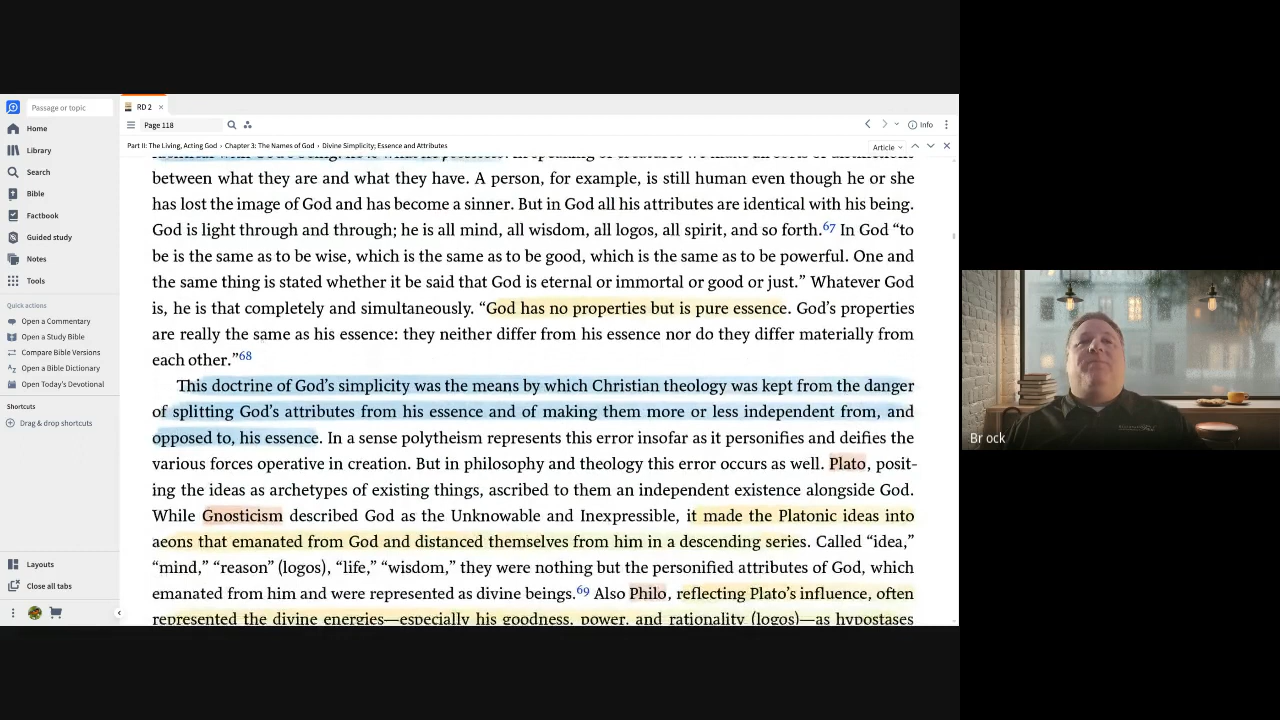 Passage or topic
Home
Library
Search
Bible
Factbook
Guided study
Notes
Tools
Quick actions
Open a Commentary
Open a Study Bible
Compare Bible Versions
Open a Bible Dictionary
Open Today's Devotional
Shortcuts
Drag & drop shortcuts
Layouts
Close all tabs
RD 2
Page 118
Info
Part II: The Living, Acting God › Chapter 3: The Names of God › Divine Simplicity; Essence and Attributes
Article
between what they are and what they have. A person, for example, is still human even though he or she
has lost the image of God and has become a sinner. But in God all his attributes are identical with his being.
God is light through and through; he is all mind, all wisdom, all logos, all spirit, and so forth.67 In God “to
be is the same as to be wise, which is the same as to be good, which is the same as to be powerful. One and
the same thing is stated whether it be said that God is eternal or immortal or good or just.” Whatever God
is, he is that completely and simultaneously. “God has no properties but is pure essence. God’s properties
are really the same as his essence: they neither differ from his essence nor do they differ materially from
each other.”68
This doctrine of God’s simplicity was the means by which Christian theology was kept from the danger
of splitting God’s attributes from his essence and of making them more or less independent from, and
opposed to, his essence. In a sense polytheism represents this error insofar as it personifies and deifies the
various forces operative in creation. But in philosophy and theology this error occurs as well. Plato, posit-
ing the ideas as archetypes of existing things, ascribed to them an independent existence alongside God.
While Gnosticism described God as the Unknowable and Inexpressible, it made the Platonic ideas into
aeons that emanated from God and distanced themselves from him in a descending series. Called “idea,”
“mind,” “reason” (logos), “life,” “wisdom,” they were nothing but the personified attributes of God, which
emanated from him and were represented as divine beings.69 Also Philo, reflecting Plato’s influence, often
represented the divine energies—especially his goodness, power, and rationality (logos)—as hypostases
Br ock